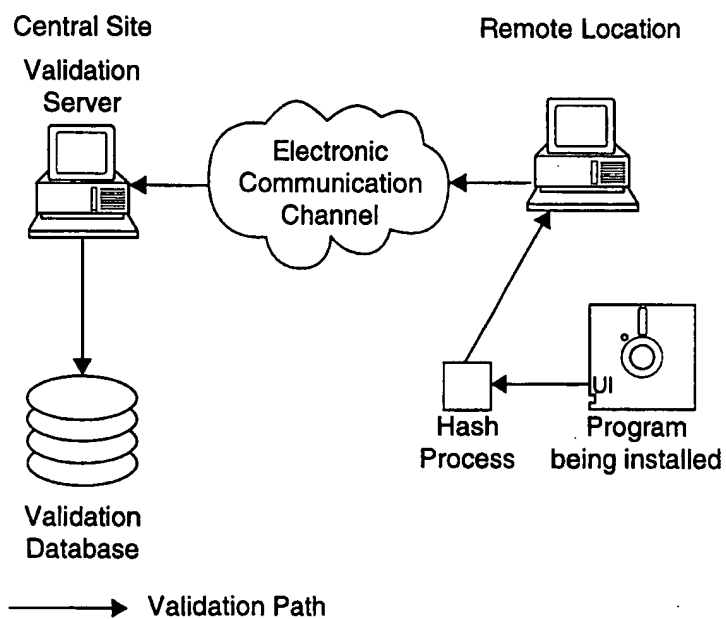 Central Site
Remote Location
Validation
Server
Electronic
Communication
Channel
UI
Hash
Process
Program
being installed
Validation
Database
Validation Path